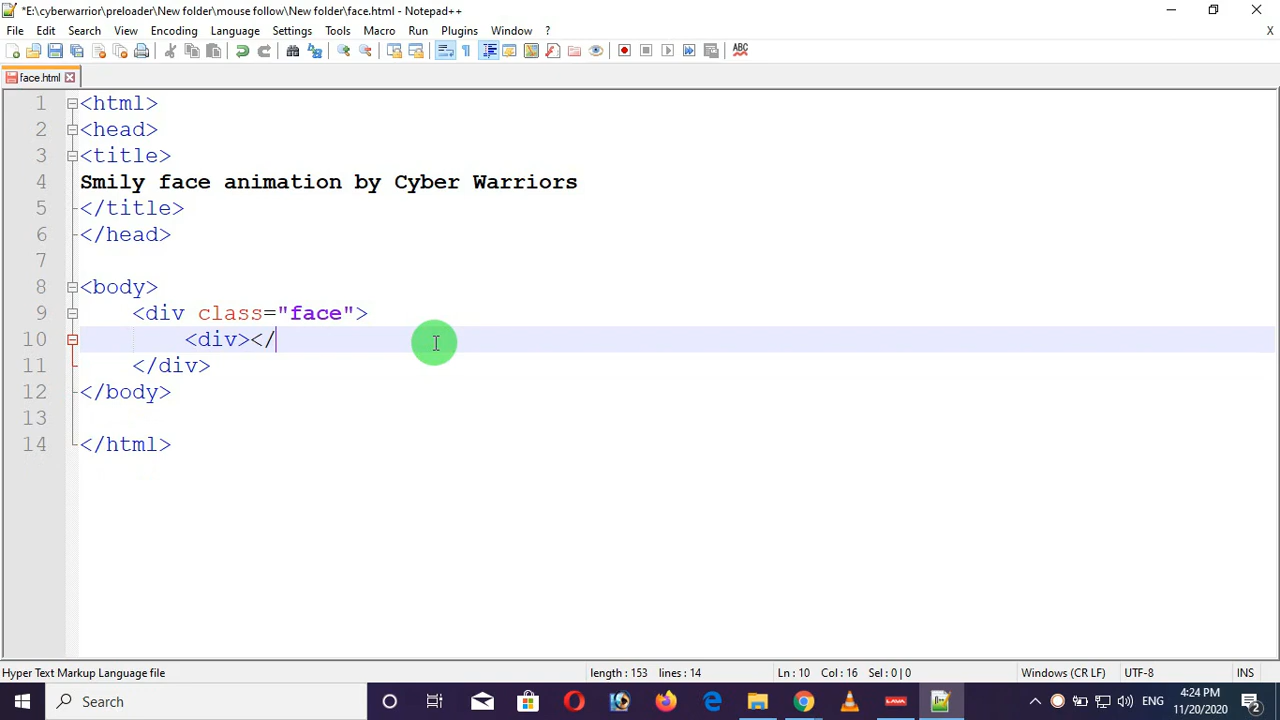 *E:\cyberwarrior\preloader\New folder\mouse follow\New folder\face.html - Notepad++
File Edit Search View Encoding Language Settings Tools Macro Run Plugins Window ? X
ABC
face.html
1 <html>
2 <head>
3 <title>
4 Smily face animation by Cyber Warriors
5 </title>
6 </head>
7
8 <body>
9 <div class="face">
10 <div></
11 </div>
12 </body>
13
14 </html>
Hyper Text Markup Language file length : 153 lines : 14 Ln : 10 Col : 16 Sel : 0 | 0 Windows (CR LF) UTF-8 INS
4:24 PM
Search LAVA ENG
11/20/2020 2